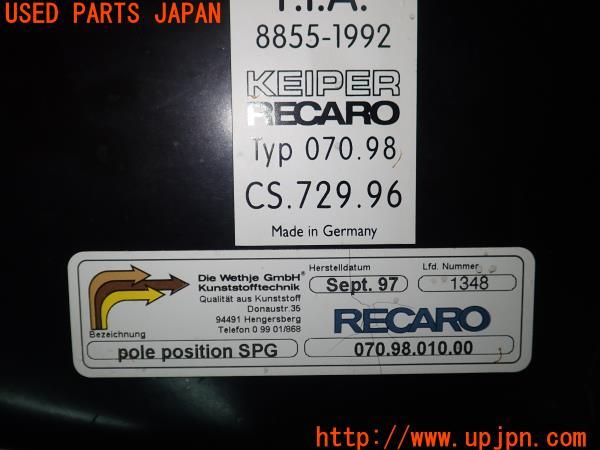 USED PARTS JAPAN
F.I.A.
8855-1992
KEIPER
RECARO
Typ 070.98
CS.729.96
Made in Germany
Die Wethje GmbH®
Kunststofftechnik
Qualität aus Kunststoff
Donaustr.35
94491 Hengersberg
Telefon 0 99 01/868
Herstelldatum
Sept. 97
Lfd. Nummer
1348
RECARO
Bezeichnung
pole position SPG
070.98.010.00
http://www.upjpn.com